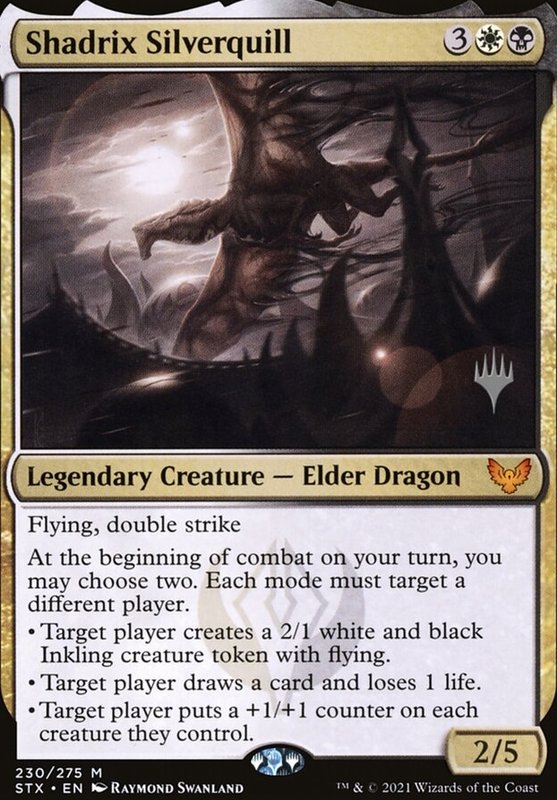 Shadrix Silverquill 3
Legendary Creature — Elder Dragon
Flying, double strike
At the beginning of combat on your turn, you
may choose two. Each mode must target a
different player.
• Target player creates a 2/1 white and black
Inkling creature token with flying.
• Target player draws a card and loses 1 life.
• Target player puts a +1/+1 counter on each
creature they control.
2/5
230/275 M
STX • EN RAYMOND SWANLAND
™ & © 2021 Wizards of the Coast